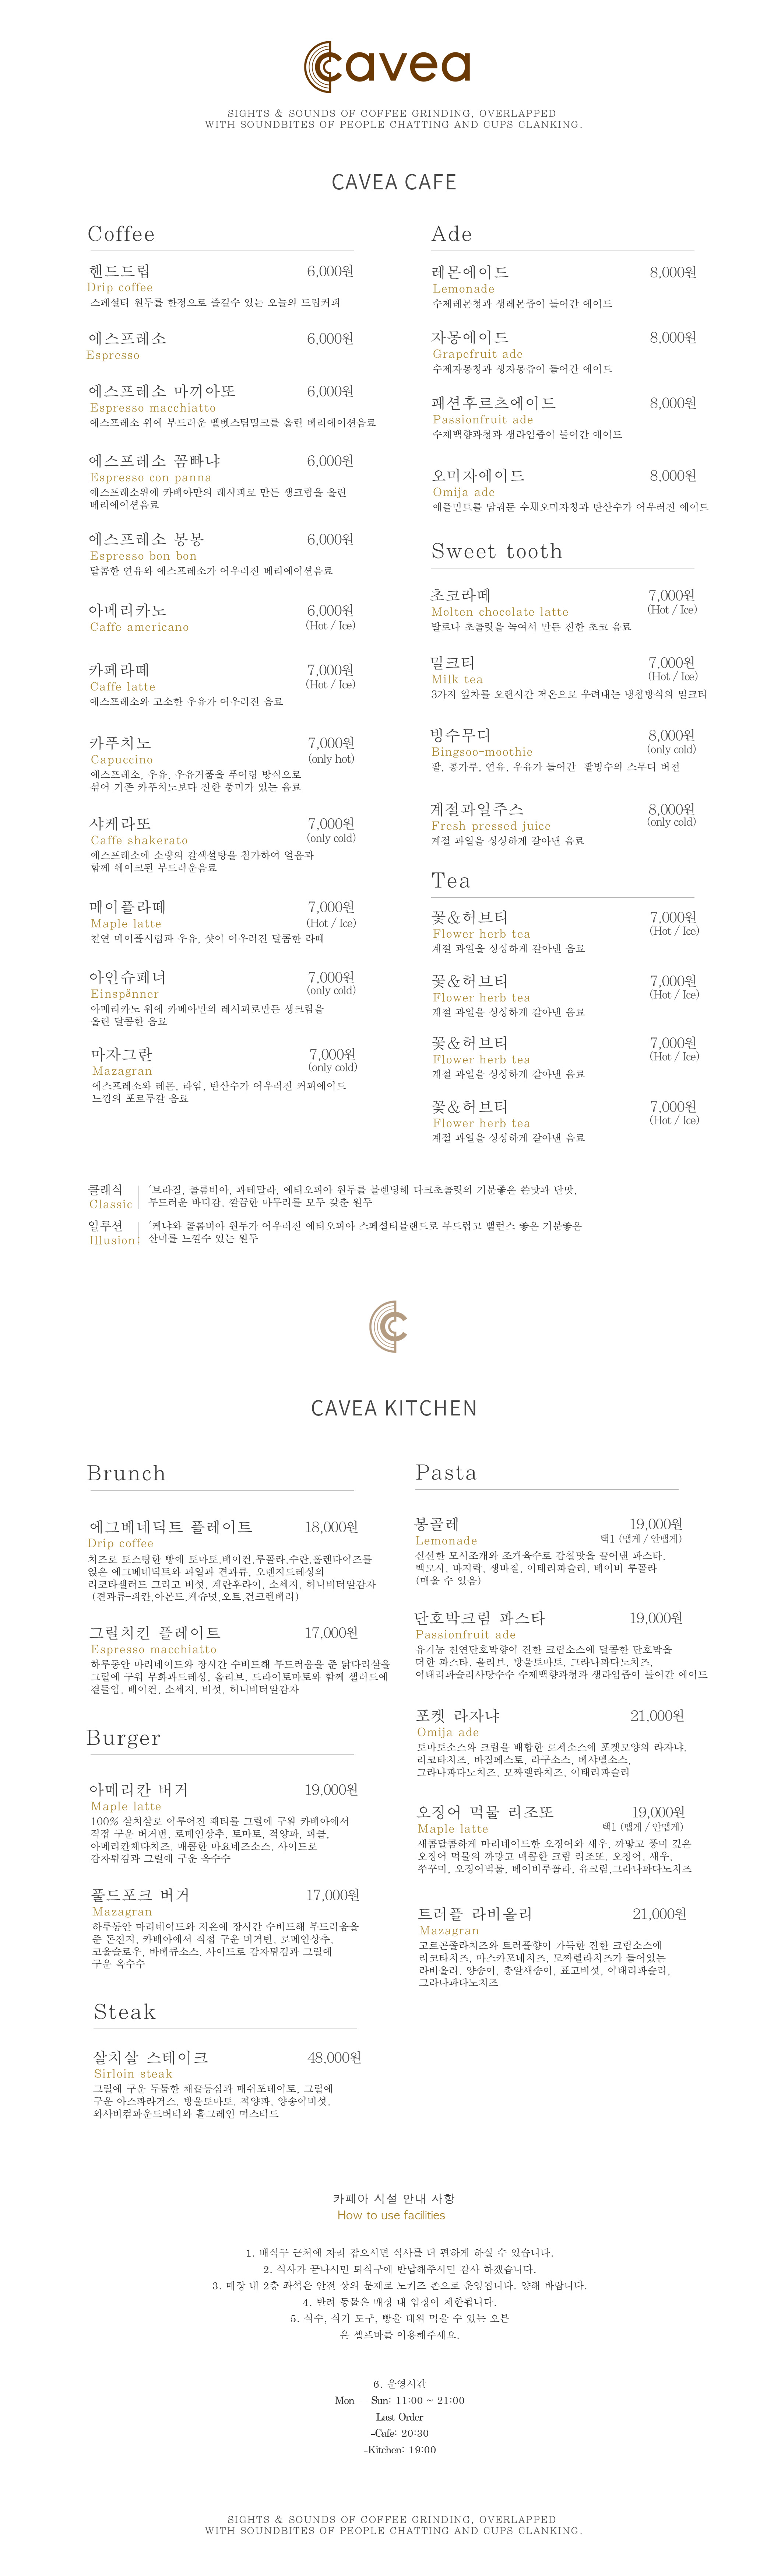 cavea
SIGHTS & SOUNDS OF COFFEE GRINDING, OVERLAPPED
WITH SOUNDBITES OF PEOPLE CHATTING AND CUPS CLANKING.
CAVEA CAFE
Coffee
핸드드립 6,000원
Drip coffee
스페셜티 원두를 한정으로 즐길수 있는 오늘의 드립커피
에스프레소 6,000원
Espresso
에스프레소 마끼아또 6,000원
Espresso macchiatto
에스프레소 위에 부드러운 벨벳스팀밀크를 올린 베리에이션음료
에스프레소 꼼빠냐 6,000원
Espresso con panna
에스프레소위에 카베아만의 레시피로 만든 생크림을 올린
베리에이션음료
에스프레소 봉봉 6,000원
Espresso bon bon
달콤한 연유와 에스프레소가 어우러진 베리에이션음료
아메리카노 6,000원
Caffe americano (Hot / Ice)
카페라떼 7,000원
Caffe latte (Hot / Ice)
에스프레소와 고소한 우유가 어우러진 음료
카푸치노 7,000원
Capuccino (only hot)
에스프레소, 우유, 우유거품을 푸어링 방식으로
섞어 기존 카푸치노보다 진한 풍미가 있는 음료
샤케라또 7,000원
Caffe shakerato (only cold)
에스프레소에 소량의 갈색설탕을 첨가하여 얼음과
함께 쉐이크된 부드러운음료
메이플라떼 7,000원
Maple latte (Hot / Ice)
천연 메이플시럽과 우유, 샷이 어우러진 달콤한 라떼
아인슈페너 7,000원
Einspänner (only cold)
아메리카노 위에 카베아만의 레시피로만든 생크림을
올린 달콤한 음료
마자그란 7,000원
Mazagran (only cold)
에스프레소와 레몬, 라임, 탄산수가 어우러진 커피에이드
느낌의 포르투갈 음료
Ade
레몬에이드 8,000원
Lemonade
수제레몬청과 생레몬즙이 들어간 에이드
자몽에이드 8,000원
Grapefruit ade
수제자몽청과 생자몽즙이 들어간 에이드
패션후르츠에이드 8,000원
Passionfruit ade
수제백향과청과 생라임즙이 들어간 에이드
오미자에이드 8,000원
Omija ade
애플민트를 담궈둔 수제오미자청과 탄산수가 어우러진 에이드
Sweet tooth
초코라떼 7,000원
Molten chocolate latte (Hot / Ice)
발로나 초콜릿을 녹여서 만든 진한 초코 음료
밀크티 7,000원
Milk tea (Hot / Ice)
3가지 잎차를 오랜시간 저온으로 우려내는 냉침방식의 밀크티
빙수무디 8,000원
Bingsoo-moothie (only cold)
팥, 콩가루, 연유, 우유가 들어간 팥빙수의 스무디 버전
계절과일주스 8,000원
Fresh pressed juice (only cold)
계절 과일을 싱싱하게 갈아낸 음료
Tea
꽃&허브티 7,000원
Flower herb tea (Hot / Ice)
계절 과일을 싱싱하게 갈아낸 음료
꽃&허브티 7,000원
Flower herb tea (Hot / Ice)
계절 과일을 싱싱하게 갈아낸 음료
꽃&허브티 7,000원
Flower herb tea (Hot / Ice)
계절 과일을 싱싱하게 갈아낸 음료
꽃&허브티 7,000원
Flower herb tea (Hot / Ice)
계절 과일을 싱싱하게 갈아낸 음료
클래식 '브라질, 콜롬비아, 과테말라, 에티오피아 원두를 블렌딩해 다크초콜릿의 기분좋은 쓴맛과 단맛,
Classic 부드러운 바디감, 깔끔한 마무리를 모두 갖춘 원두
일루션 '케냐와 콜롬비아 원두가 어우러진 에티오피아 스페셜티블랜드로 부드럽고 밸런스 좋은 기분좋은
Illusion 산미를 느낄수 있는 원두
CAVEA KITCHEN
Brunch
에그베네딕트 플레이트 18,000원
Drip coffee
치즈로 토스팅한 빵에 토마토,베이컨,루꼴라,수란,홀렌다이즈를
얹은 에그베네딕트와 과일과 견과류, 오렌지드레싱의
리코타샐러드 그리고 버섯, 계란후라이, 소세지, 허니버터알감자
(견과류-피칸,아몬드,케슈넛,오트,건크렌베리)
그릴치킨 플레이트 17,000원
Espresso macchiatto
하루동안 마리네이드와 장시간 수비드해 부드러움을 준 닭다리살을
그릴에 구워 무화과드레싱, 올리브, 드라이토마토와 함께 샐러드에
곁들임. 베이컨, 소세지, 버섯, 허니버터알감자
Burger
아메리칸 버거 19,000원
Maple latte
100% 살치살로 이루어진 패티를 그릴에 구워 카베아에서
직접 구운 버거번, 로메인상추, 토마토, 적양파, 피클,
아메리칸체다치즈, 매콤한 마요네즈소스, 사이드로
감자튀김과 그릴에 구운 옥수수
풀드포크 버거 17,000원
Mazagran
하루동안 마리네이드와 저온에 장시간 수비드해 부드러움을
준 돈전지, 카베아에서 직접 구운 버거번, 로메인상추,
코울슬로우, 바베큐소스, 사이드로 감자튀김과 그릴에
구운 옥수수
Steak
살치살 스테이크 48,000원
Sirloin steak
그릴에 구운 두툼한 채끝등심과 매쉬포테이토, 그릴에
구운 아스파라거스, 방울토마토, 적양파, 양송이버섯,
와사비컴파운드버터와 홀그레인 머스터드
Pasta
봉골레 19,000원
Lemonade 택1 (맵게 / 안맵게)
신선한 모시조개와 조개육수로 감칠맛을 끌어낸 파스타.
백모시, 바지락, 생바질, 이태리파슬리, 베이비 루꼴라
(매울 수 있음)
단호박크림 파스타 19,000원
Passionfruit ade
유기농 천연단호박향이 진한 크림소스에 달콤한 단호박을
더한 파스타. 올리브, 방울토마토, 그라나파다노치즈,
이태리파슬리사탕수수 수제백향과청과 생라임즙이 들어간 에이드
포켓 라자냐 21,000원
Omija ade
토마토소스와 크림을 배합한 로제소스에 포켓모양의 라자냐.
리코타치즈, 바질페스토, 라구소스, 베샤멜소스,
그라나파다노치즈, 모짜렐라치즈, 이태리파슬리
오징어 먹물 리조또 19,000원
Maple latte 택1 (맵게 / 안맵게)
새콤달콤하게 마리네이드한 오징어와 새우, 까맣고 풍미 깊은
오징어 먹물의 까맣고 매콤한 크림 리조또. 오징어, 새우,
쭈꾸미, 오징어먹물, 베이비루꼴라, 유크림,그라나파다노치즈
트러플 라비올리 21,000원
Mazagran
고르곤졸라치즈와 트러플향이 가득한 진한 크림소스에
리코타치즈, 마스카포네치즈, 모짜렐라치즈가 들어있는
라비올리. 양송이, 총알새송이, 표고버섯, 이태리파슬리,
그라나파다노치즈
카페아 시설 안내 사항
How to use facilities
1. 배식구 근처에 자리 잡으시면 식사를 더 편하게 하실 수 있습니다.
2. 식사가 끝나시면 퇴식구에 반납해주시면 감사 하겠습니다.
3. 매장 내 2층 좌석은 안전 상의 문제로 노키즈 존으로 운영됩니다. 양해 바랍니다.
4. 반려 동물은 매장 내 입장이 제한됩니다.
5. 식수, 식기 도구, 빵을 데워 먹을 수 있는 오븐
은 셀프바를 이용해주세요.
6. 운영시간
Mon - Sun: 11:00 ~ 21:00
Last Order
-Cafe: 20:30
-Kitchen: 19:00
SIGHTS & SOUNDS OF COFFEE GRINDING, OVERLAPPED
WITH SOUNDBITES OF PEOPLE CHATTING AND CUPS CLANKING.